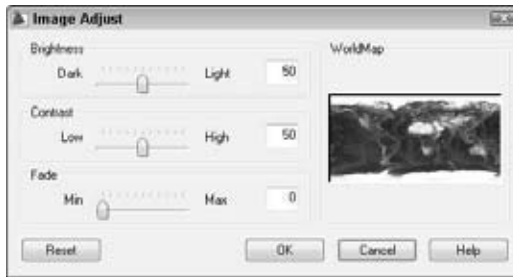 Image Adjust
Brightness
Dark Light 50
Contrast
Low High 50
Fade
Min Max 0
WorldMap
Reset OK Cancel Help